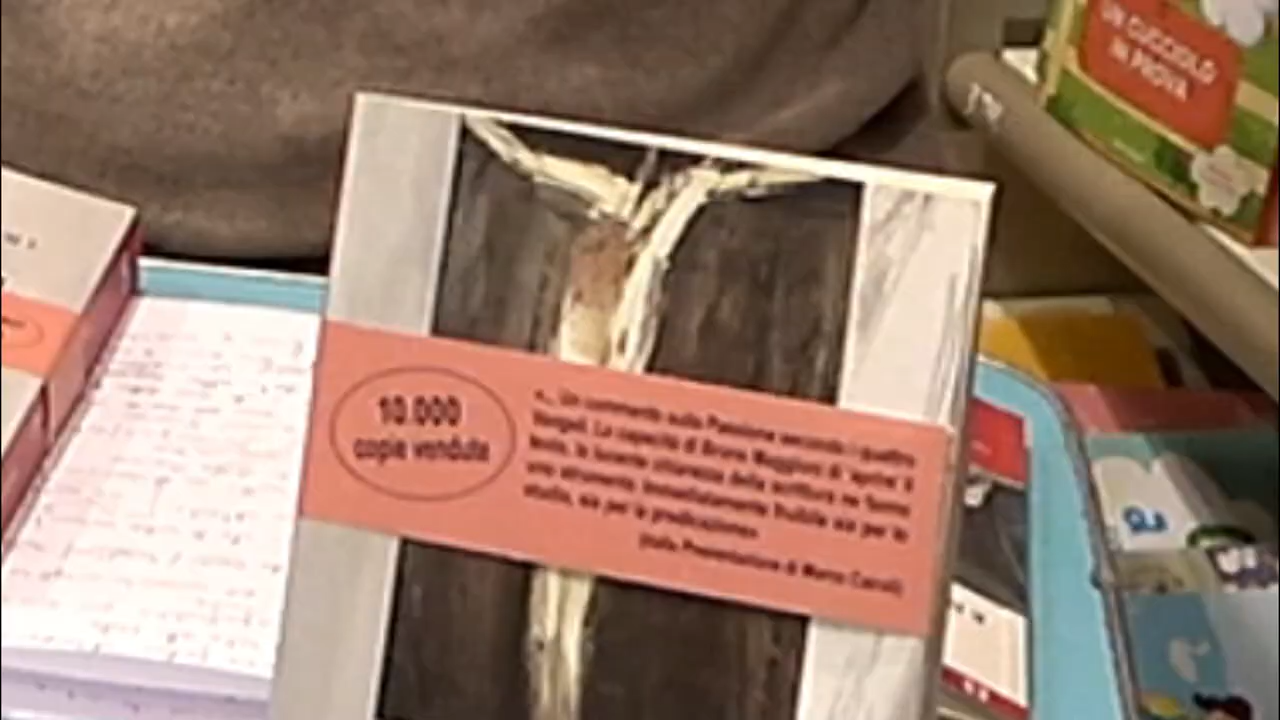 UN CUCCIOLO
IN PROVA
10.000
copie vendute
«... Un commento sulla Passione secondo i quattro
Vangeli. La capacità di Bruno Maggioni di 'aprire' il
testo, la lucente chiarezza della scrittura ne fanno
uno strumento immediatamente fruibile sia per lo
studio, sia per la predicazione»
(dalla Presentazione di Marco